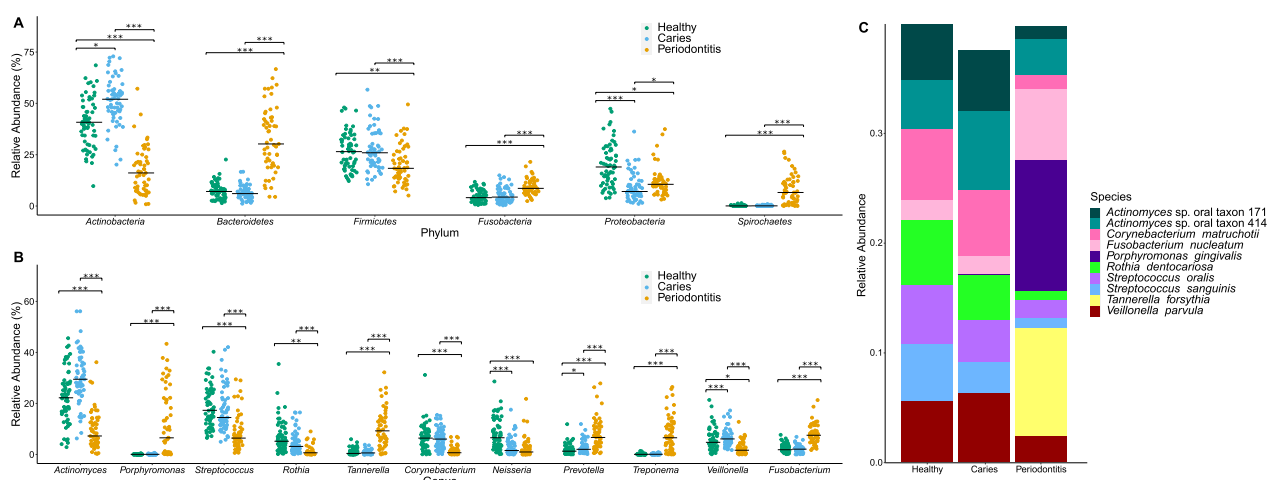 A
Relative Abundance (%)
75
50
25
0
***
***
*
***
***
***
**
***
***
*
*
***
***
***
Healthy
Caries
Periodontitis
Actinobacteria
Bacteroidetes
Firmicutes
Fusobacteria
Proteobacteria
Spirochaetes
Phylum
B
Relative Abundance (%)
60
40
20
0
***
***
***
***
***
***
***
**
***
***
***
***
***
***
***
***
*
***
***
***
*
***
***
***
Healthy
Caries
Periodontitis
Actinomyces
Porphyromonas
Streptococcus
Rothia
Tannerella
Corynebacterium
Neisseria
Prevotella
Treponema
Veillonella
Fusobacterium
C
Relative Abundance
0.3
0.2
0.1
0.0
Healthy
Caries
Periodontitis
Species
Actinomyces sp. oral taxon 171
Actinomyces sp. oral taxon 414
Corynebacterium matruchotii
Fusobacterium nucleatum
Porphyromonas gingivalis
Rothia dentocariosa
Streptococcus oralis
Streptococcus sanguinis
Tannerella forsythia
Veillonella parvula